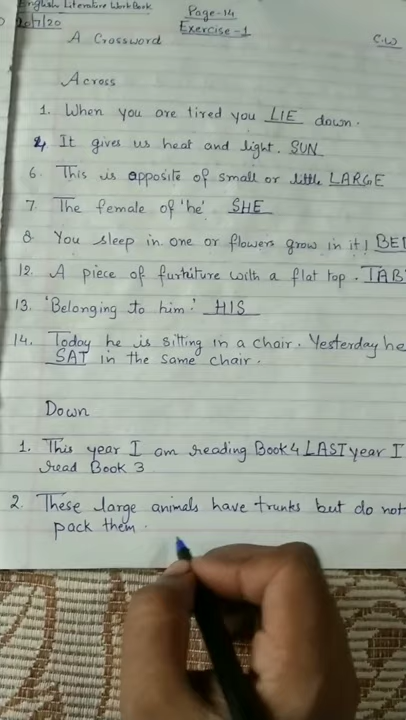 English Literature Work Book
Page-14
20/7/20
Exercise-1
A Crossword
C.W
Across
1. When you are tired you LIE down.
4. It gives us heat and light. SUN
6. This is opposite of small or little LARGE
7. The female of 'he' SHE
8. You sleep in one or flowers grow in it! BE
12. A piece of furniture with a flat top. TAB
13. 'Belonging to him.' HIS
14. Today he is sitting in a chair. Yesterday he
SAT in the same chair.
Down
1. This year I am reading Book 4 LAST year I
read Book 3
2. These large animals have trunks but do not
pack them.